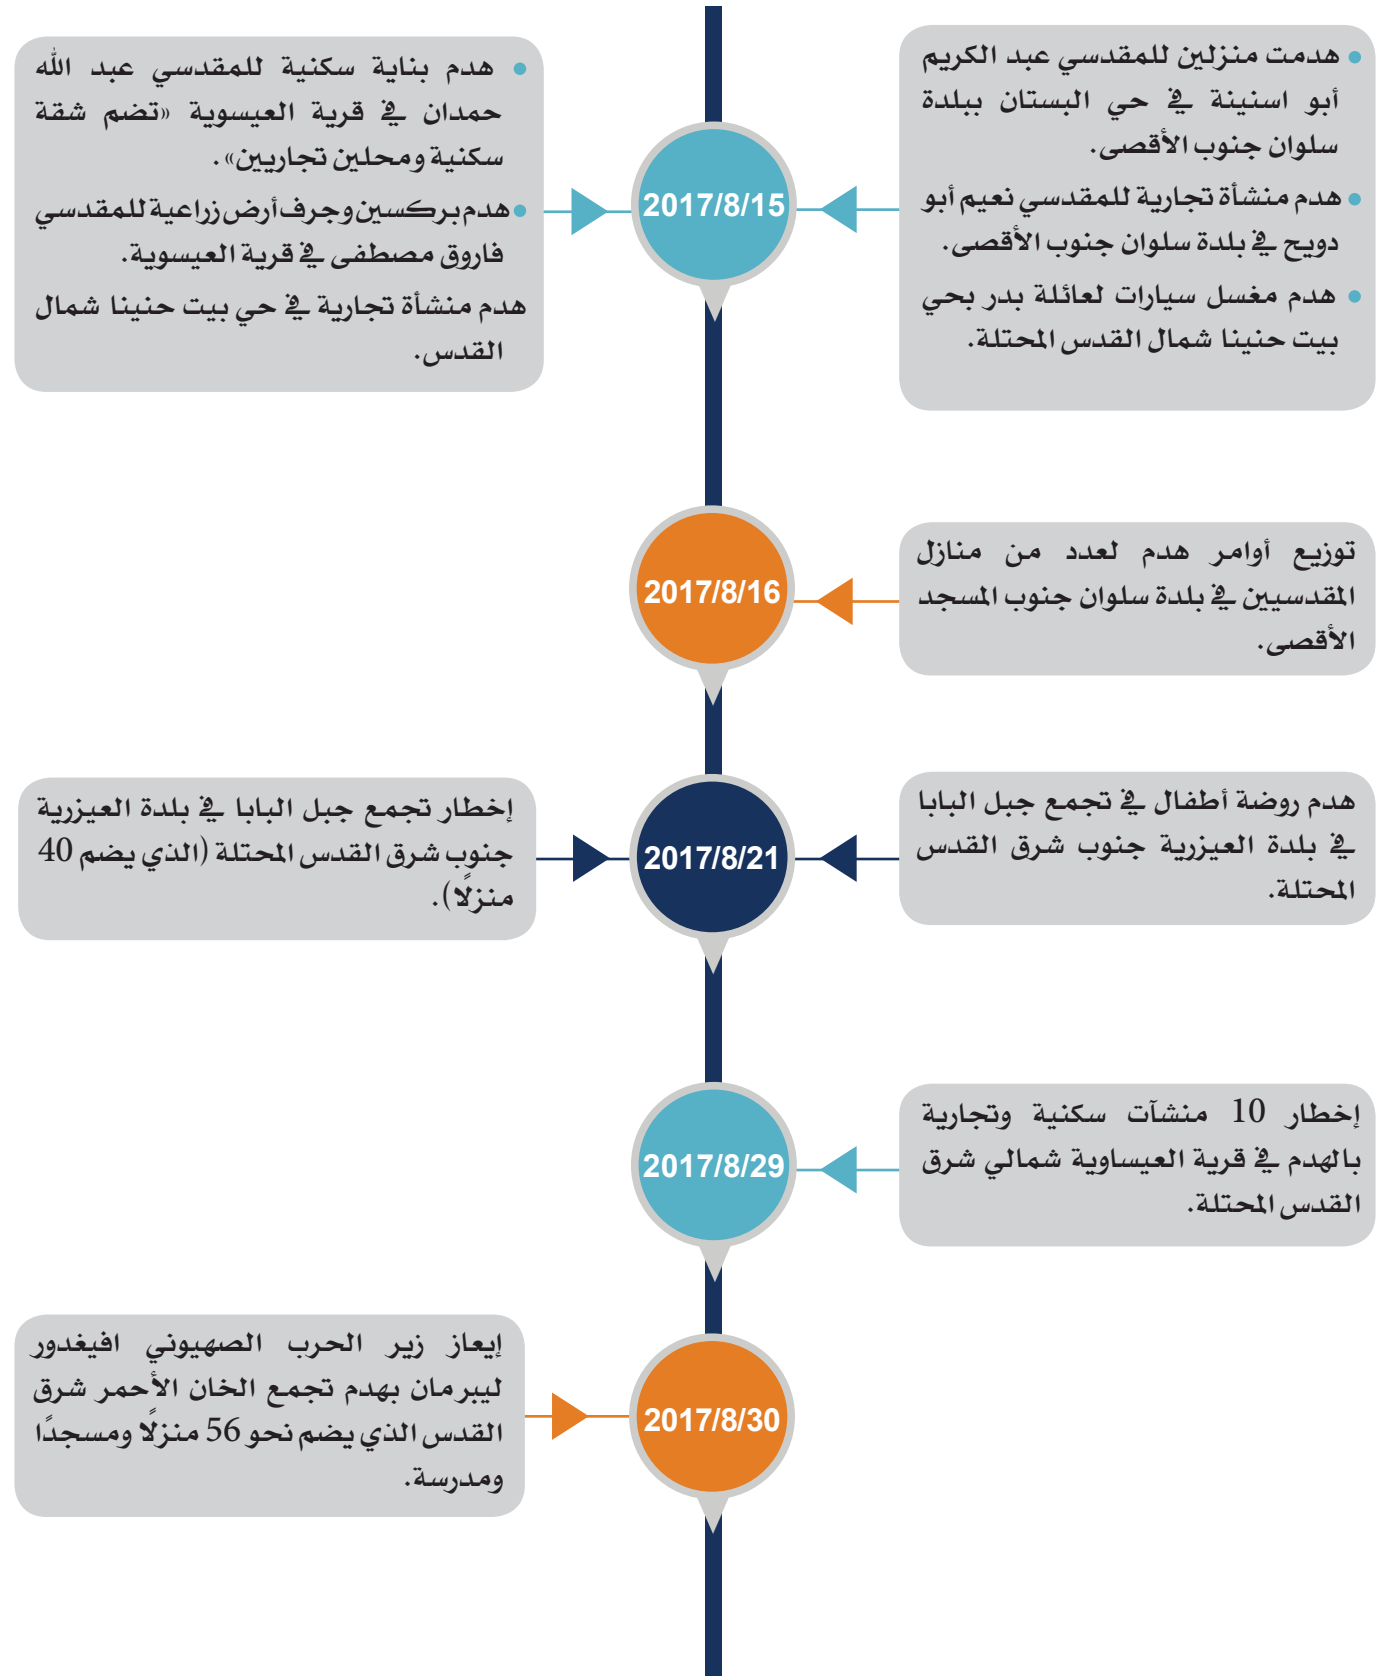 هدمت منزلين للمقدسي عبد الكريم
أبو اسنينة في حي البستان ببلدة
سلوان جنوب الأقصى.
هدم منشأة تجارية للمقدسي نعيم أبو
دويح في بلدة سلوان جنوب الأقصى.
هدم مغسل سيارات لعائلة بدر بحي
بيت حنينا شمال القدس المحتلة.
2017/8/15
هدم بناية سكنية للمقدسي عبد الله
حمدان في قرية العيسوية «تضم شقة
سكنية ومحلين تجاريين».
هدم بركسين وجرف أرض زراعية للمقدسي
فاروق مصطفى في قرية العيسوية.
هدم منشأة تجارية في حي بيت حنينا شمال
القدس.
توزيع أوامر هدم لعدد من منازل
المقدسيين في بلدة سلوان جنوب المسجد
الأقصى.
2017/8/16
هدم روضة أطفال في تجمع جبل البابا
في بلدة العيزرية جنوب شرق القدس
المحتلة.
2017/8/21
إخطار تجمع جبل البابا في بلدة العيزرية
جنوب شرق القدس المحتلة (الذي يضم 40
منزلًا).
إخطار 10 منشآت سكنية وتجارية
بالهدم في قرية العيساوية شمالي شرق
القدس المحتلة.
2017/8/29
2017/8/30
إيعاز زير الحرب الصهيوني افيغدور
ليبرمان بهدم تجمع الخان الأحمر شرق
القدس الذي يضم نحو 56 منزلًا ومسجدًا
ومدرسة.